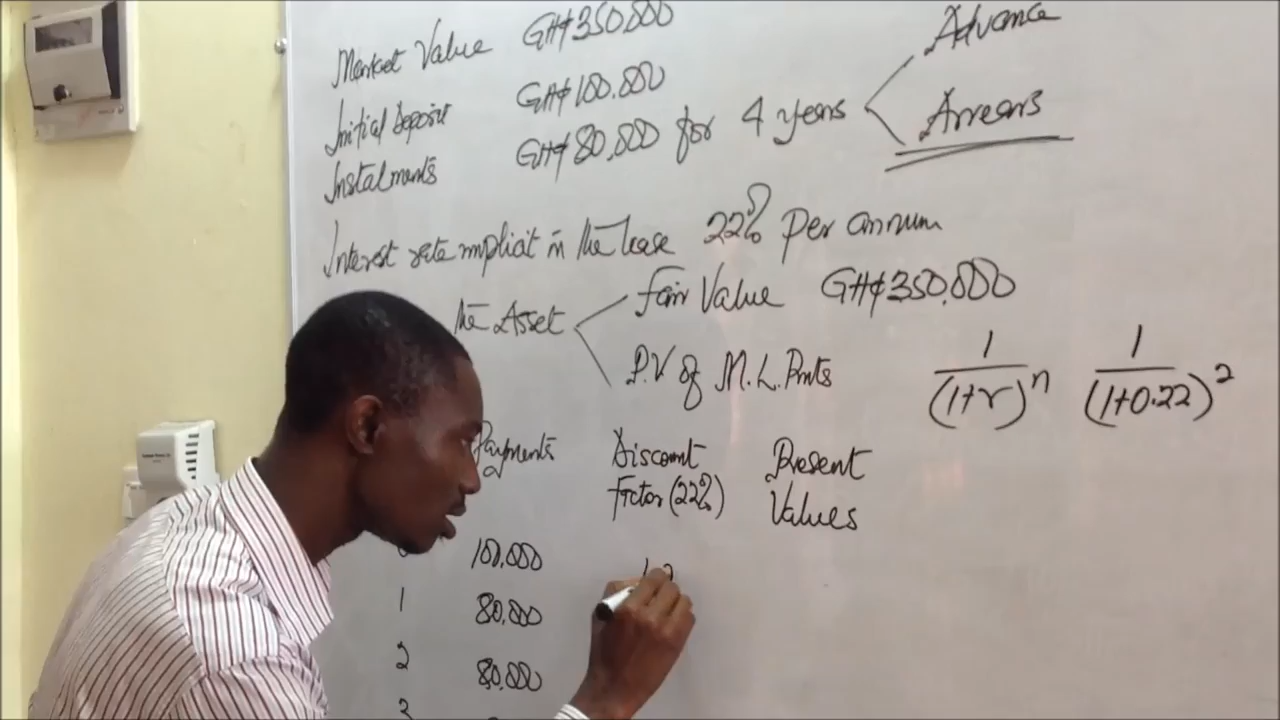 Market Value GH¢350,000
Initial Deposit GH¢100,000
Instalments GH¢80,000 for 4 years
Advance
Arrears
Interest rate implicit in the lease 22% per annum
the Asset
Fair Value GH¢350,000
P.V of M.L.Pmts
1/(1+r)^n 1/(1+0.22)^2
Payments Discount Factor (22%) Present Values
0 100,000 1.0
1 80,000
2 80,000
3